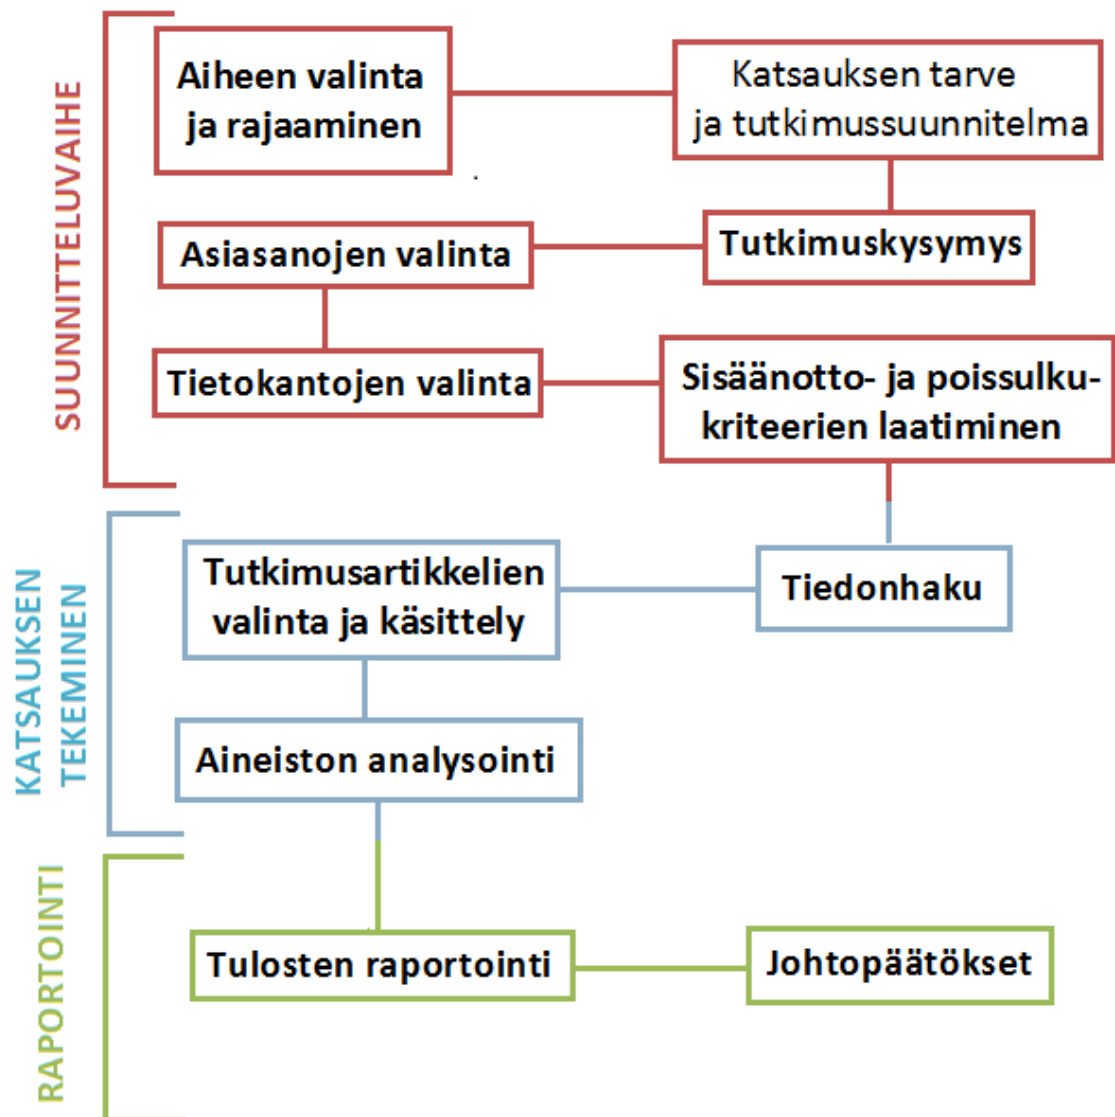 SUUNNITTELUVAIHE
Aiheen valinta
ja rajaaminen
Katsauksen tarve
ja tutkimussuunnitelma
Tutkimuskysymys
Asiasanojen valinta
Tietokantojen valinta
Sisäänotto- ja poissulku-
kriteerien laatiminen
KATSAUKSEN
TEKEMINEN
Tiedonhaku
Tutkimusartikkelien
valinta ja käsittely
Aineiston analysointi
RAPORTOINTI
Tulosten raportointi
Johtopäätökset